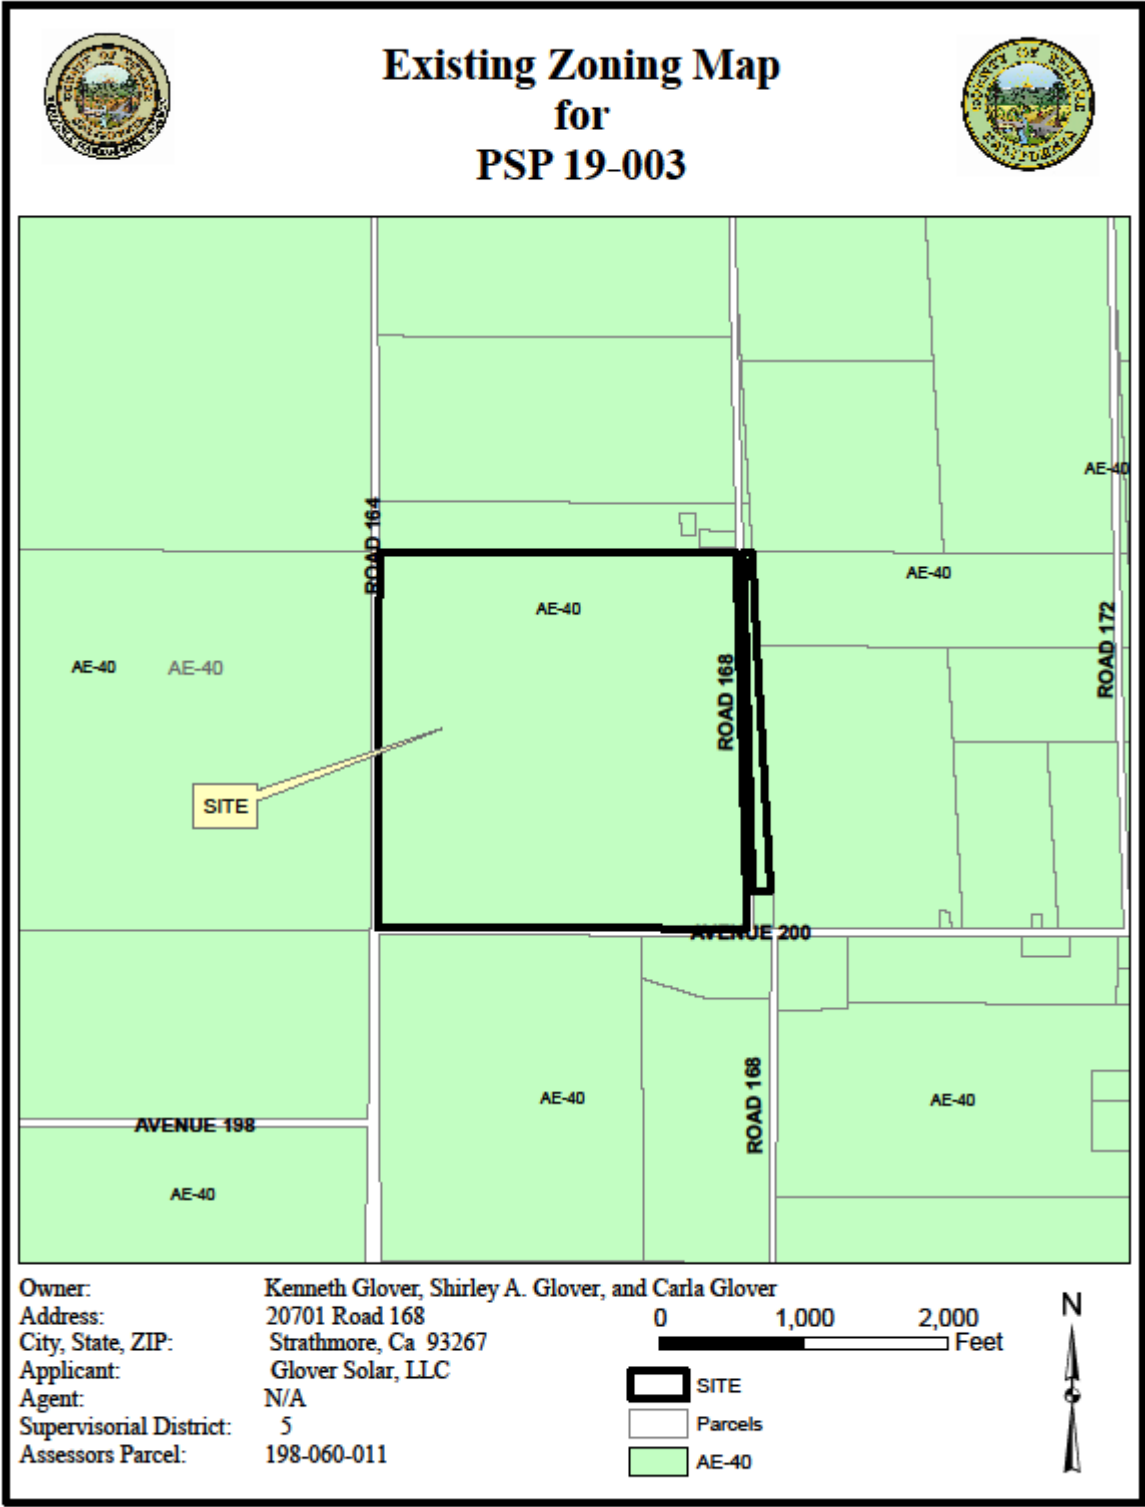 Existing Zoning Map
for
PSP 19-003
COUNTY OF TULARE
ROAD 164
AE-40
AE-40
AE-40
AE-40
AE-40
ROAD 168
ROAD 172
SITE
AVENUE 200
AE-40
ROAD 168
AE-40
AVENUE 198
AE-40
Owner: Kenneth Glover, Shirley A. Glover, and Carla Glover
Address: 20701 Road 168
City, State, ZIP: Strathmore, Ca 93267
Applicant: Glover Solar, LLC
Agent: N/A
Supervisorial District: 5
Assessors Parcel: 198-060-011
0 1,000 2,000
Feet
SITE
Parcels
AE-40
N